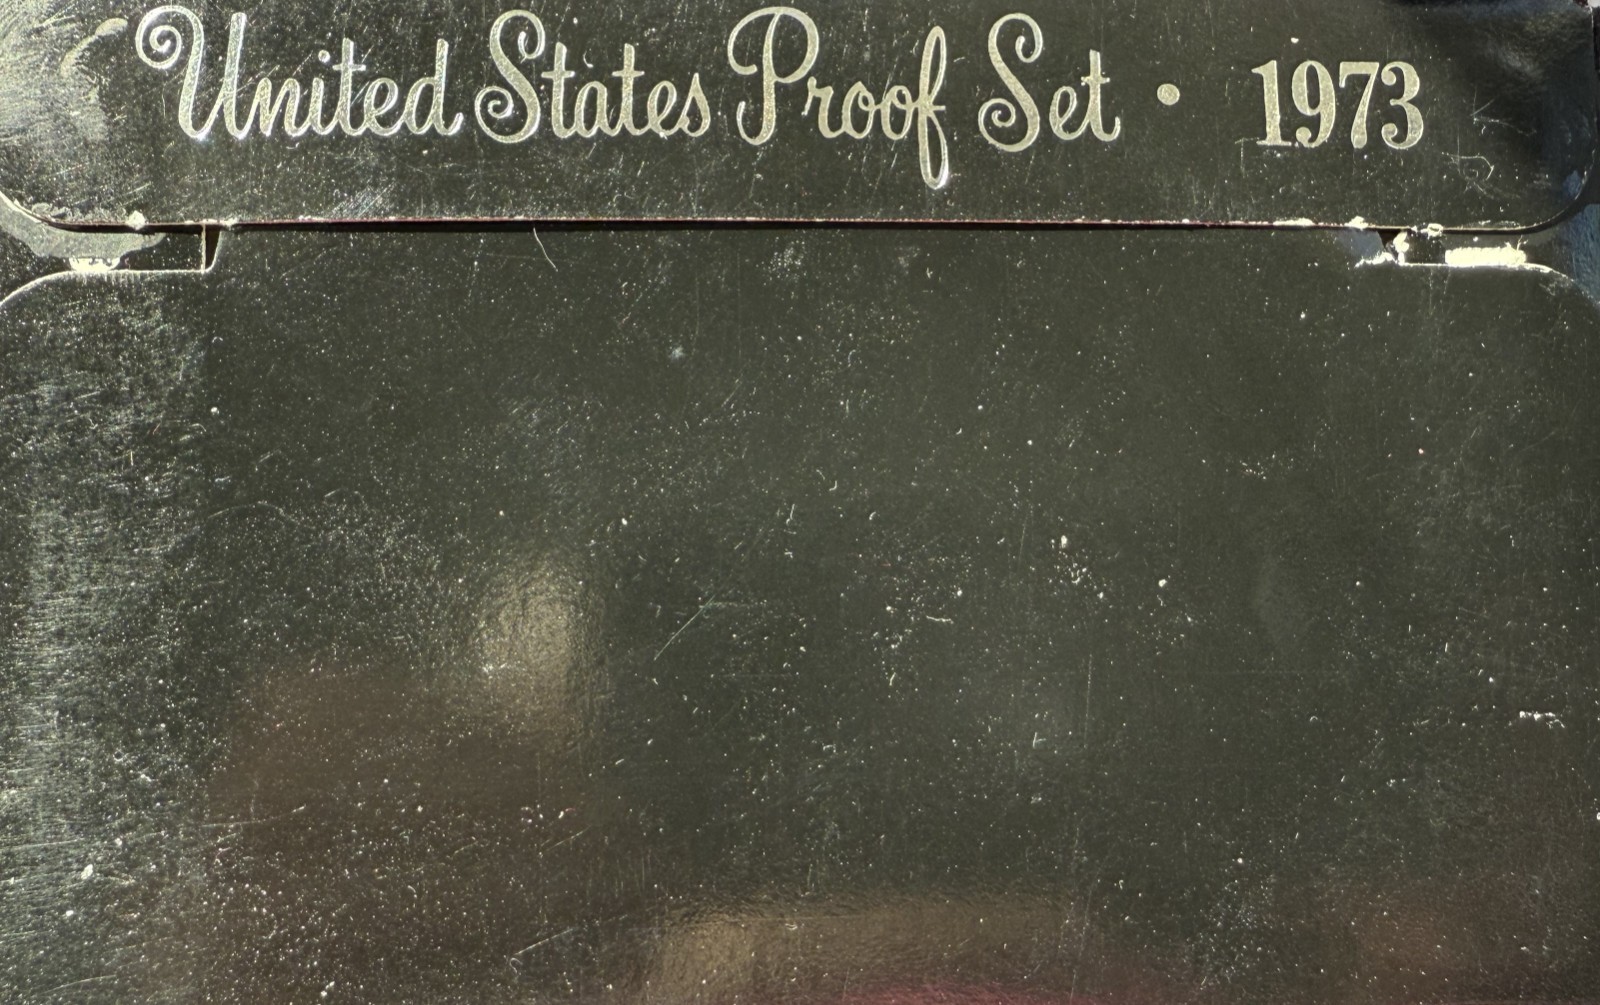 United States Proof Set • 1973